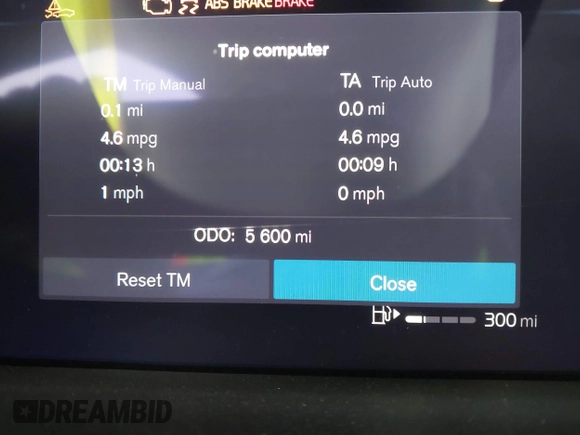 ABS BRAKE BRAKE
Trip computer
TM Trip Manual
TA Trip Auto
0.1 mi
0.0 mi
4.6 mpg
4.6 mpg
00:13 h
00:09 h
1 mph
0 mph
ODO: 5 600 mi
Reset TM
Close
300 mi
DREAMBID